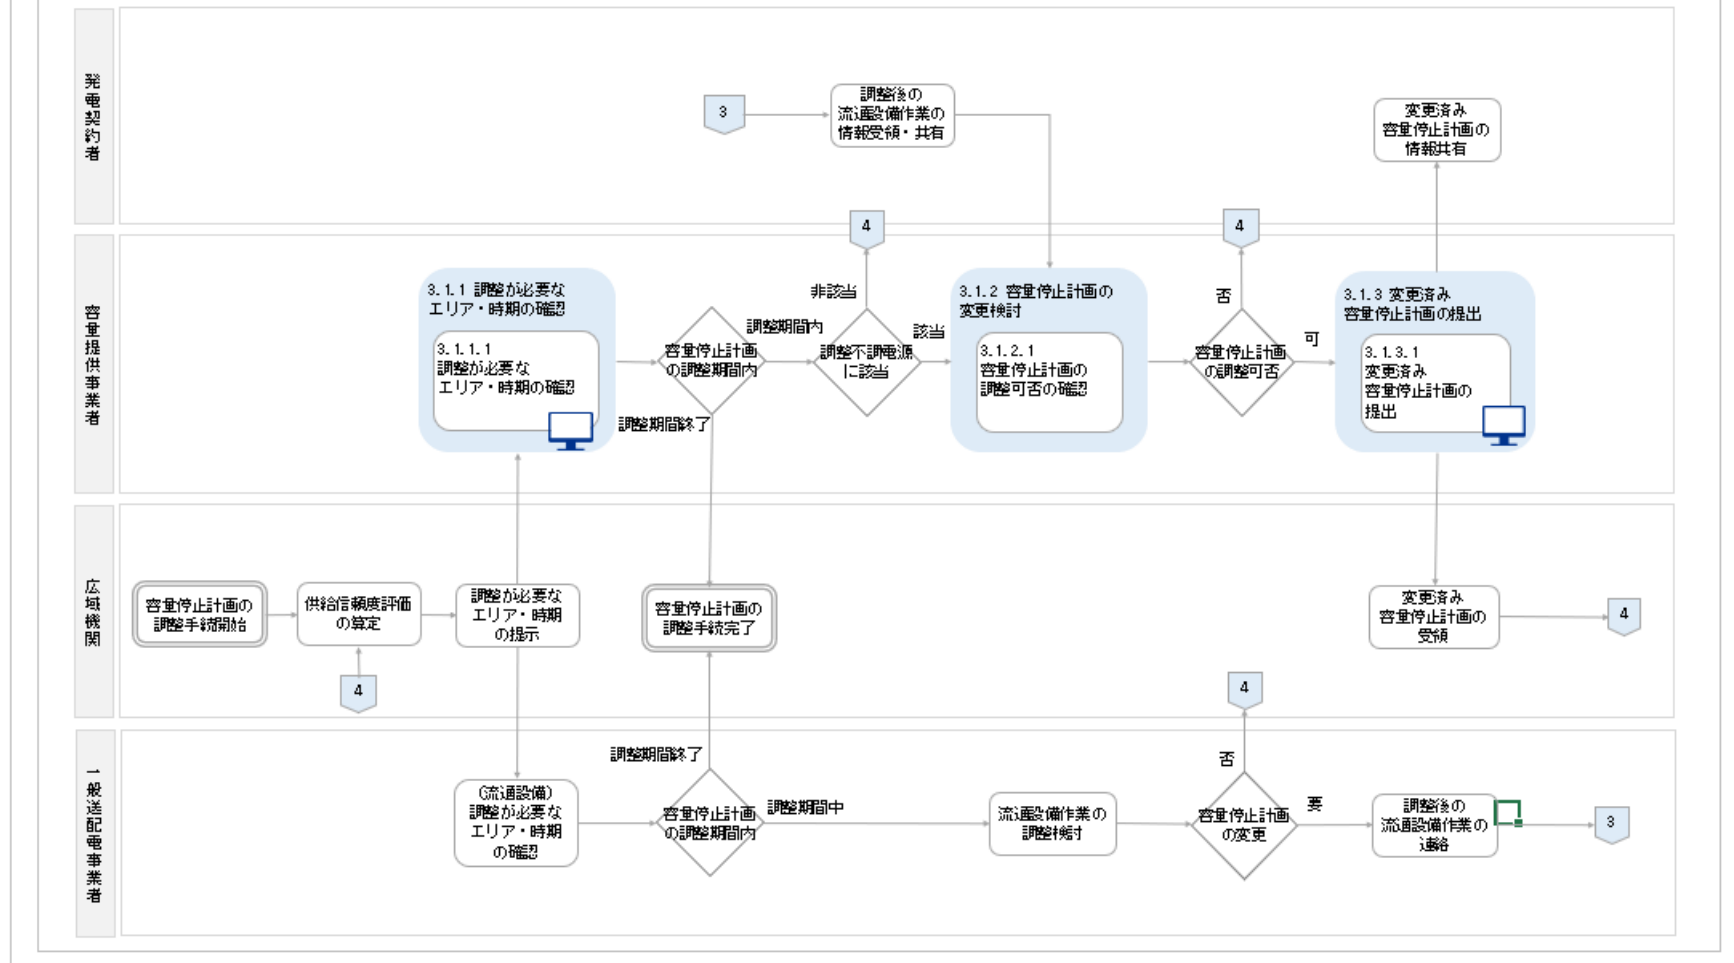 発電契約者
3
調整後の
流通設備作業の
情報受領・共有
変更済み
容量停止計画の
情報共有
容量提供事業者
4
4
3.1.1 調整が必要な
エリア・時期の確認
3.1.1.1
調整が必要な
エリア・時期の確認
容量停止計画
の調整期間内
調整期間内
調整期間終了
非該当
調整不調電源
に該当
該当
3.1.2 容量停止計画の
変更検討
3.1.2.1
容量停止計画の
調整可否の確認
否
容量停止計画
の調整可否
可
3.1.3 変更済み
容量停止計画の提出
3.1.3.1
変更済み
容量停止計画の
提出
広域機関
容量停止計画の
調整手続開始
供給信頼度評価
の算定
4
調整が必要な
エリア・時期
の提示
容量停止計画の
調整手続完了
変更済み
容量停止計画の
受領
4
4
一般送配電事業者
(流通設備)
調整が必要な
エリア・時期
の確認
調整期間終了
容量停止計画
の調整期間内
調整期間中
流通設備作業の
調整検討
否
容量停止計画
の変更
要
調整後の
流通設備作業の
連絡
3